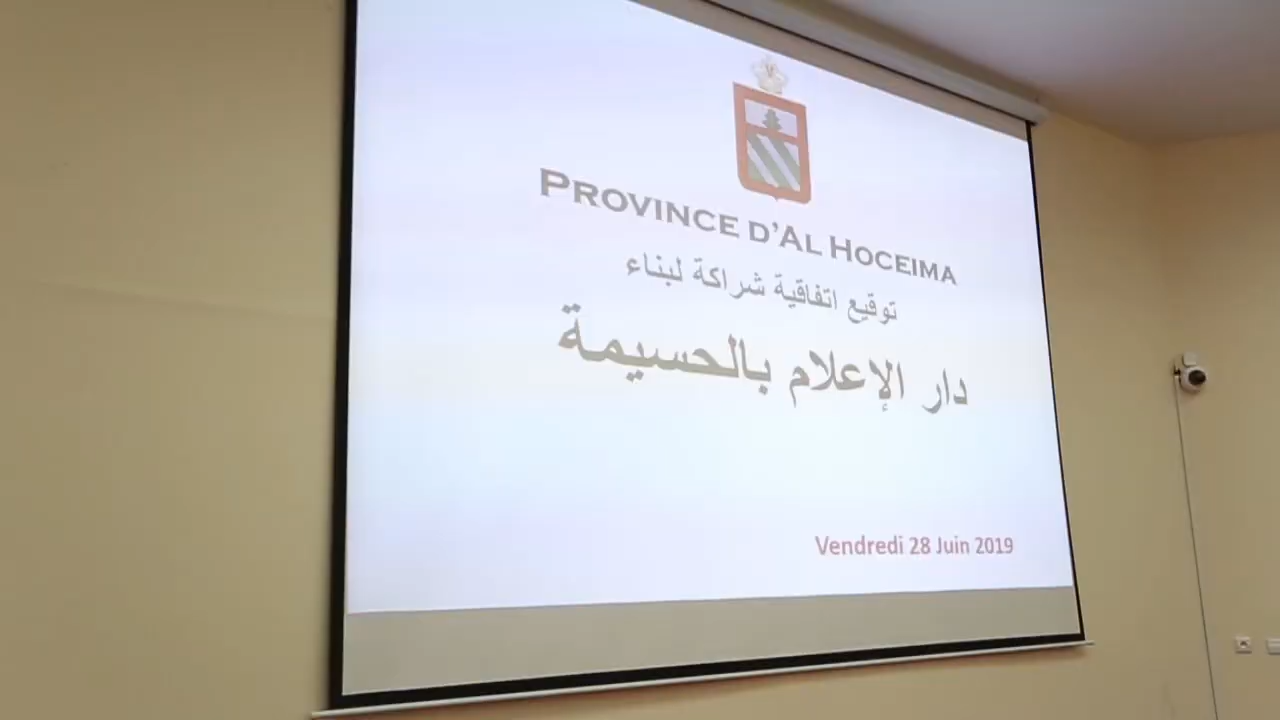 PROVINCE D'AL HOCEIMA
توقيع اتفاقية شراكة لبناء
دار الإعلام بالحسيمة
Vendredi 28 Juin 2019